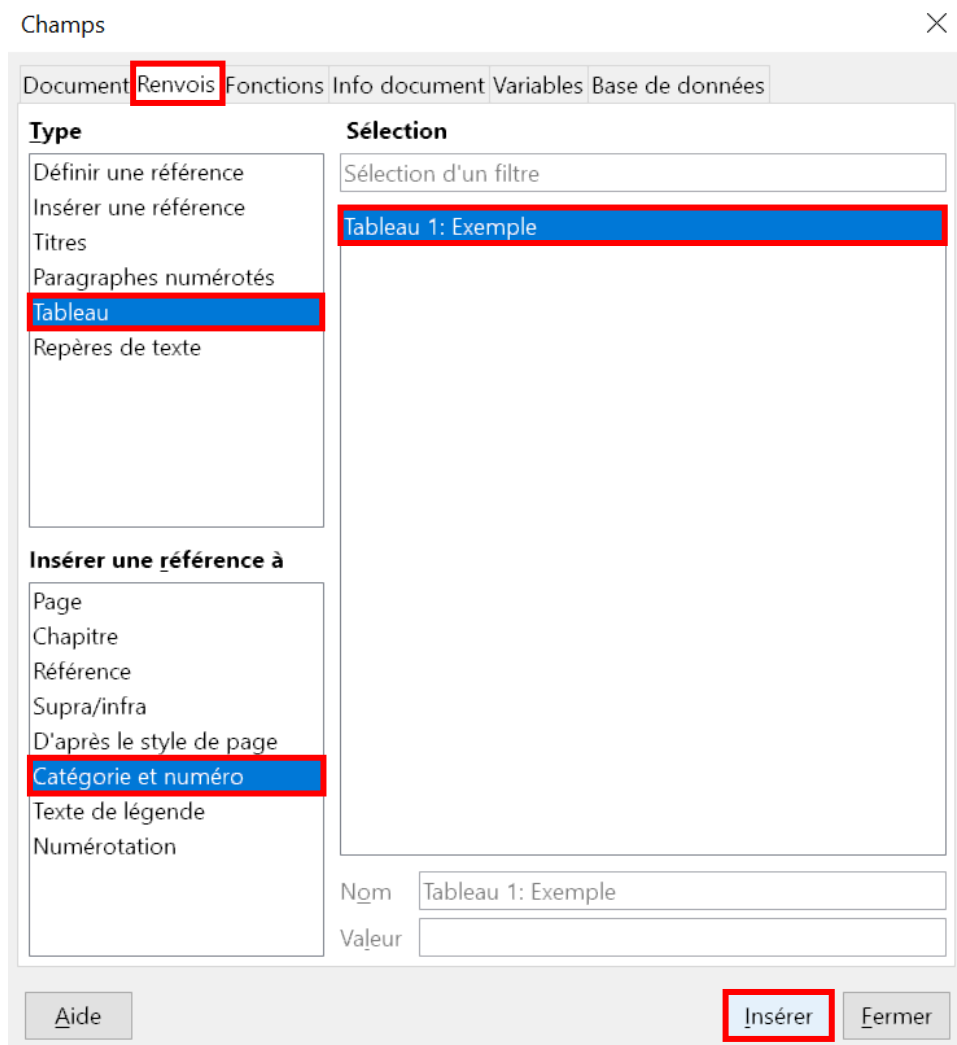 Champs
Document Renvois Fonctions Info document Variables Base de données
Type
Définir une référence
Insérer une référence
Titres
Paragraphes numérotés
Tableau
Repères de texte
Insérer une référence à
Page
Chapitre
Référence
Supra/infra
D'après le style de page
Catégorie et numéro
Texte de légende
Numérotation
Sélection
Sélection d'un filtre
Tableau 1: Exemple
Nom Tableau 1: Exemple
Valeur
Aide Insérer Fermer